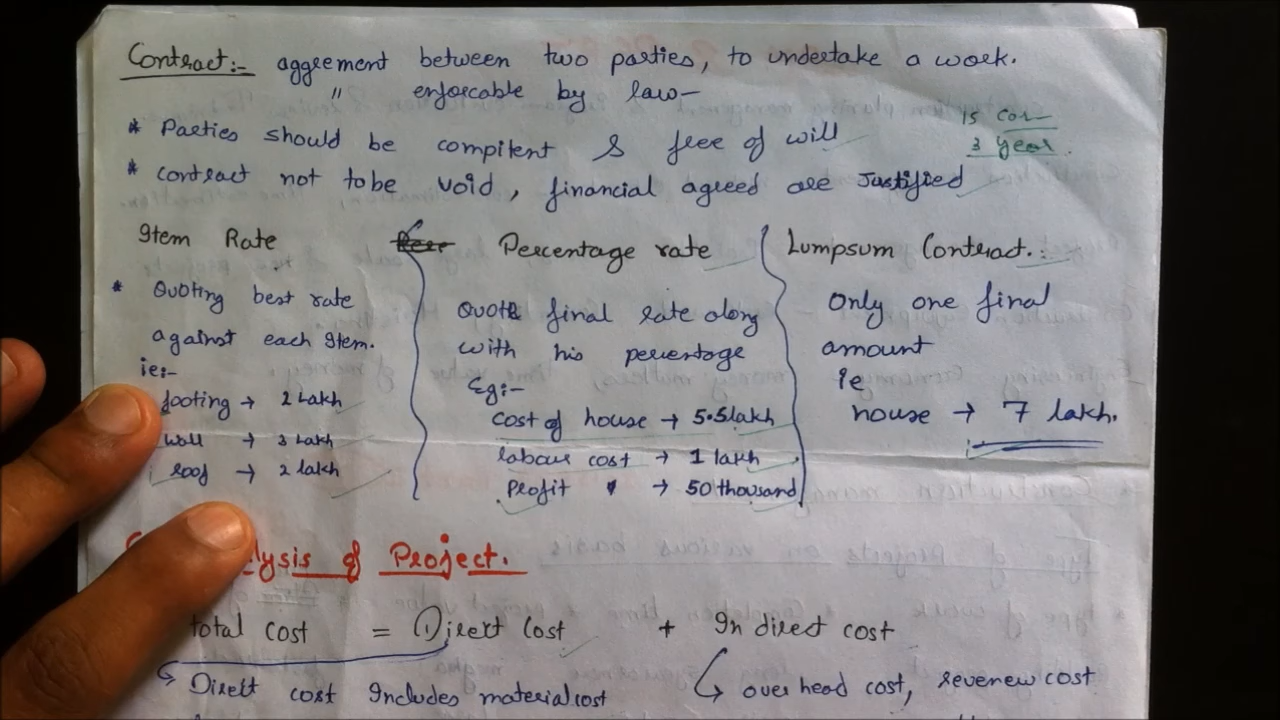 Contract:- aggrement between two parties, to undertake a work.
" enforcable by law-
* Parties should be compitent & free of will
15 cor
3 year.
* contract not to be void, financial agreed are Justified
Item Rate
* Quoting best rate
against each Item.
ie:-
footing → 2 Lakh
wall → 3 Lakh
roof → 2 lakh
Percentage rate
Quote final rate along
with his percentage
Eg:-
cost of house → 5.5 lakh
labour cost → 1 lakh
Profit → 50 thousand
Lumpsum Contract.:
Only one final
amount
ie
house → 7 lakh.
of Project.
total cost = Direct Cost + In direct cost
Direct cost Includes material cost
over head cost, revenew cost